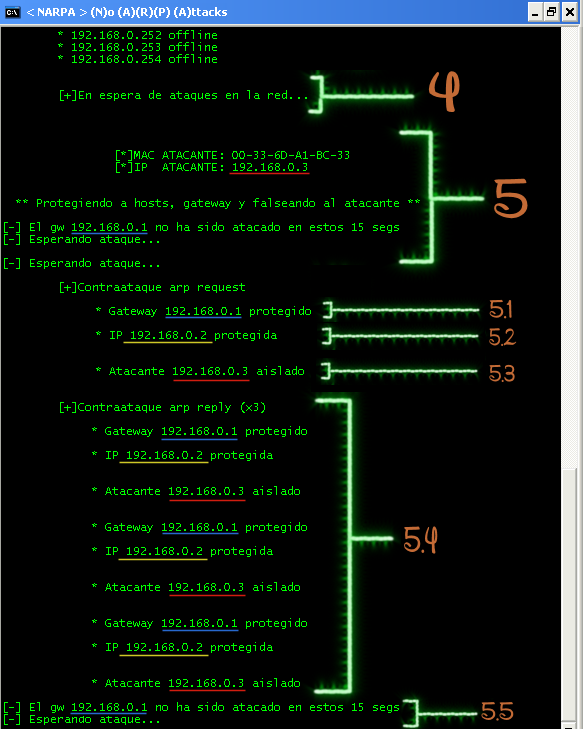 < NARPA > (N)o (A)(R)(P) (A)ttacks
* 192.168.0.252 offline
* 192.168.0.253 offline
* 192.168.0.254 offline
[+]En espera de ataques en la red...
4
[*]MAC ATACANTE: 00-33-6D-A1-BC-33
[*]IP ATACANTE: 192.168.0.3
** Protegiendo a hosts, gateway y falseando al atacante **
5
[-] El gw 192.168.0.1 no ha sido atacado en estos 15 segs
[-] Esperando ataque...
[-] Esperando ataque...
[+]Contraataque arp request
* Gateway 192.168.0.1 protegido
5.1
* IP 192.168.0.2 protegida
5.2
* Atacante 192.168.0.3 aislado
5.3
[+]Contraataque arp reply (x3)
* Gateway 192.168.0.1 protegido
* IP 192.168.0.2 protegida
* Atacante 192.168.0.3 aislado
* Gateway 192.168.0.1 protegido
* IP 192.168.0.2 protegida
5.4
* Atacante 192.168.0.3 aislado
* Gateway 192.168.0.1 protegido
* IP 192.168.0.2 protegida
* Atacante 192.168.0.3 aislado
[-] El gw 192.168.0.1 no ha sido atacado en estos 15 segs
5.5
[-] Esperando ataque...